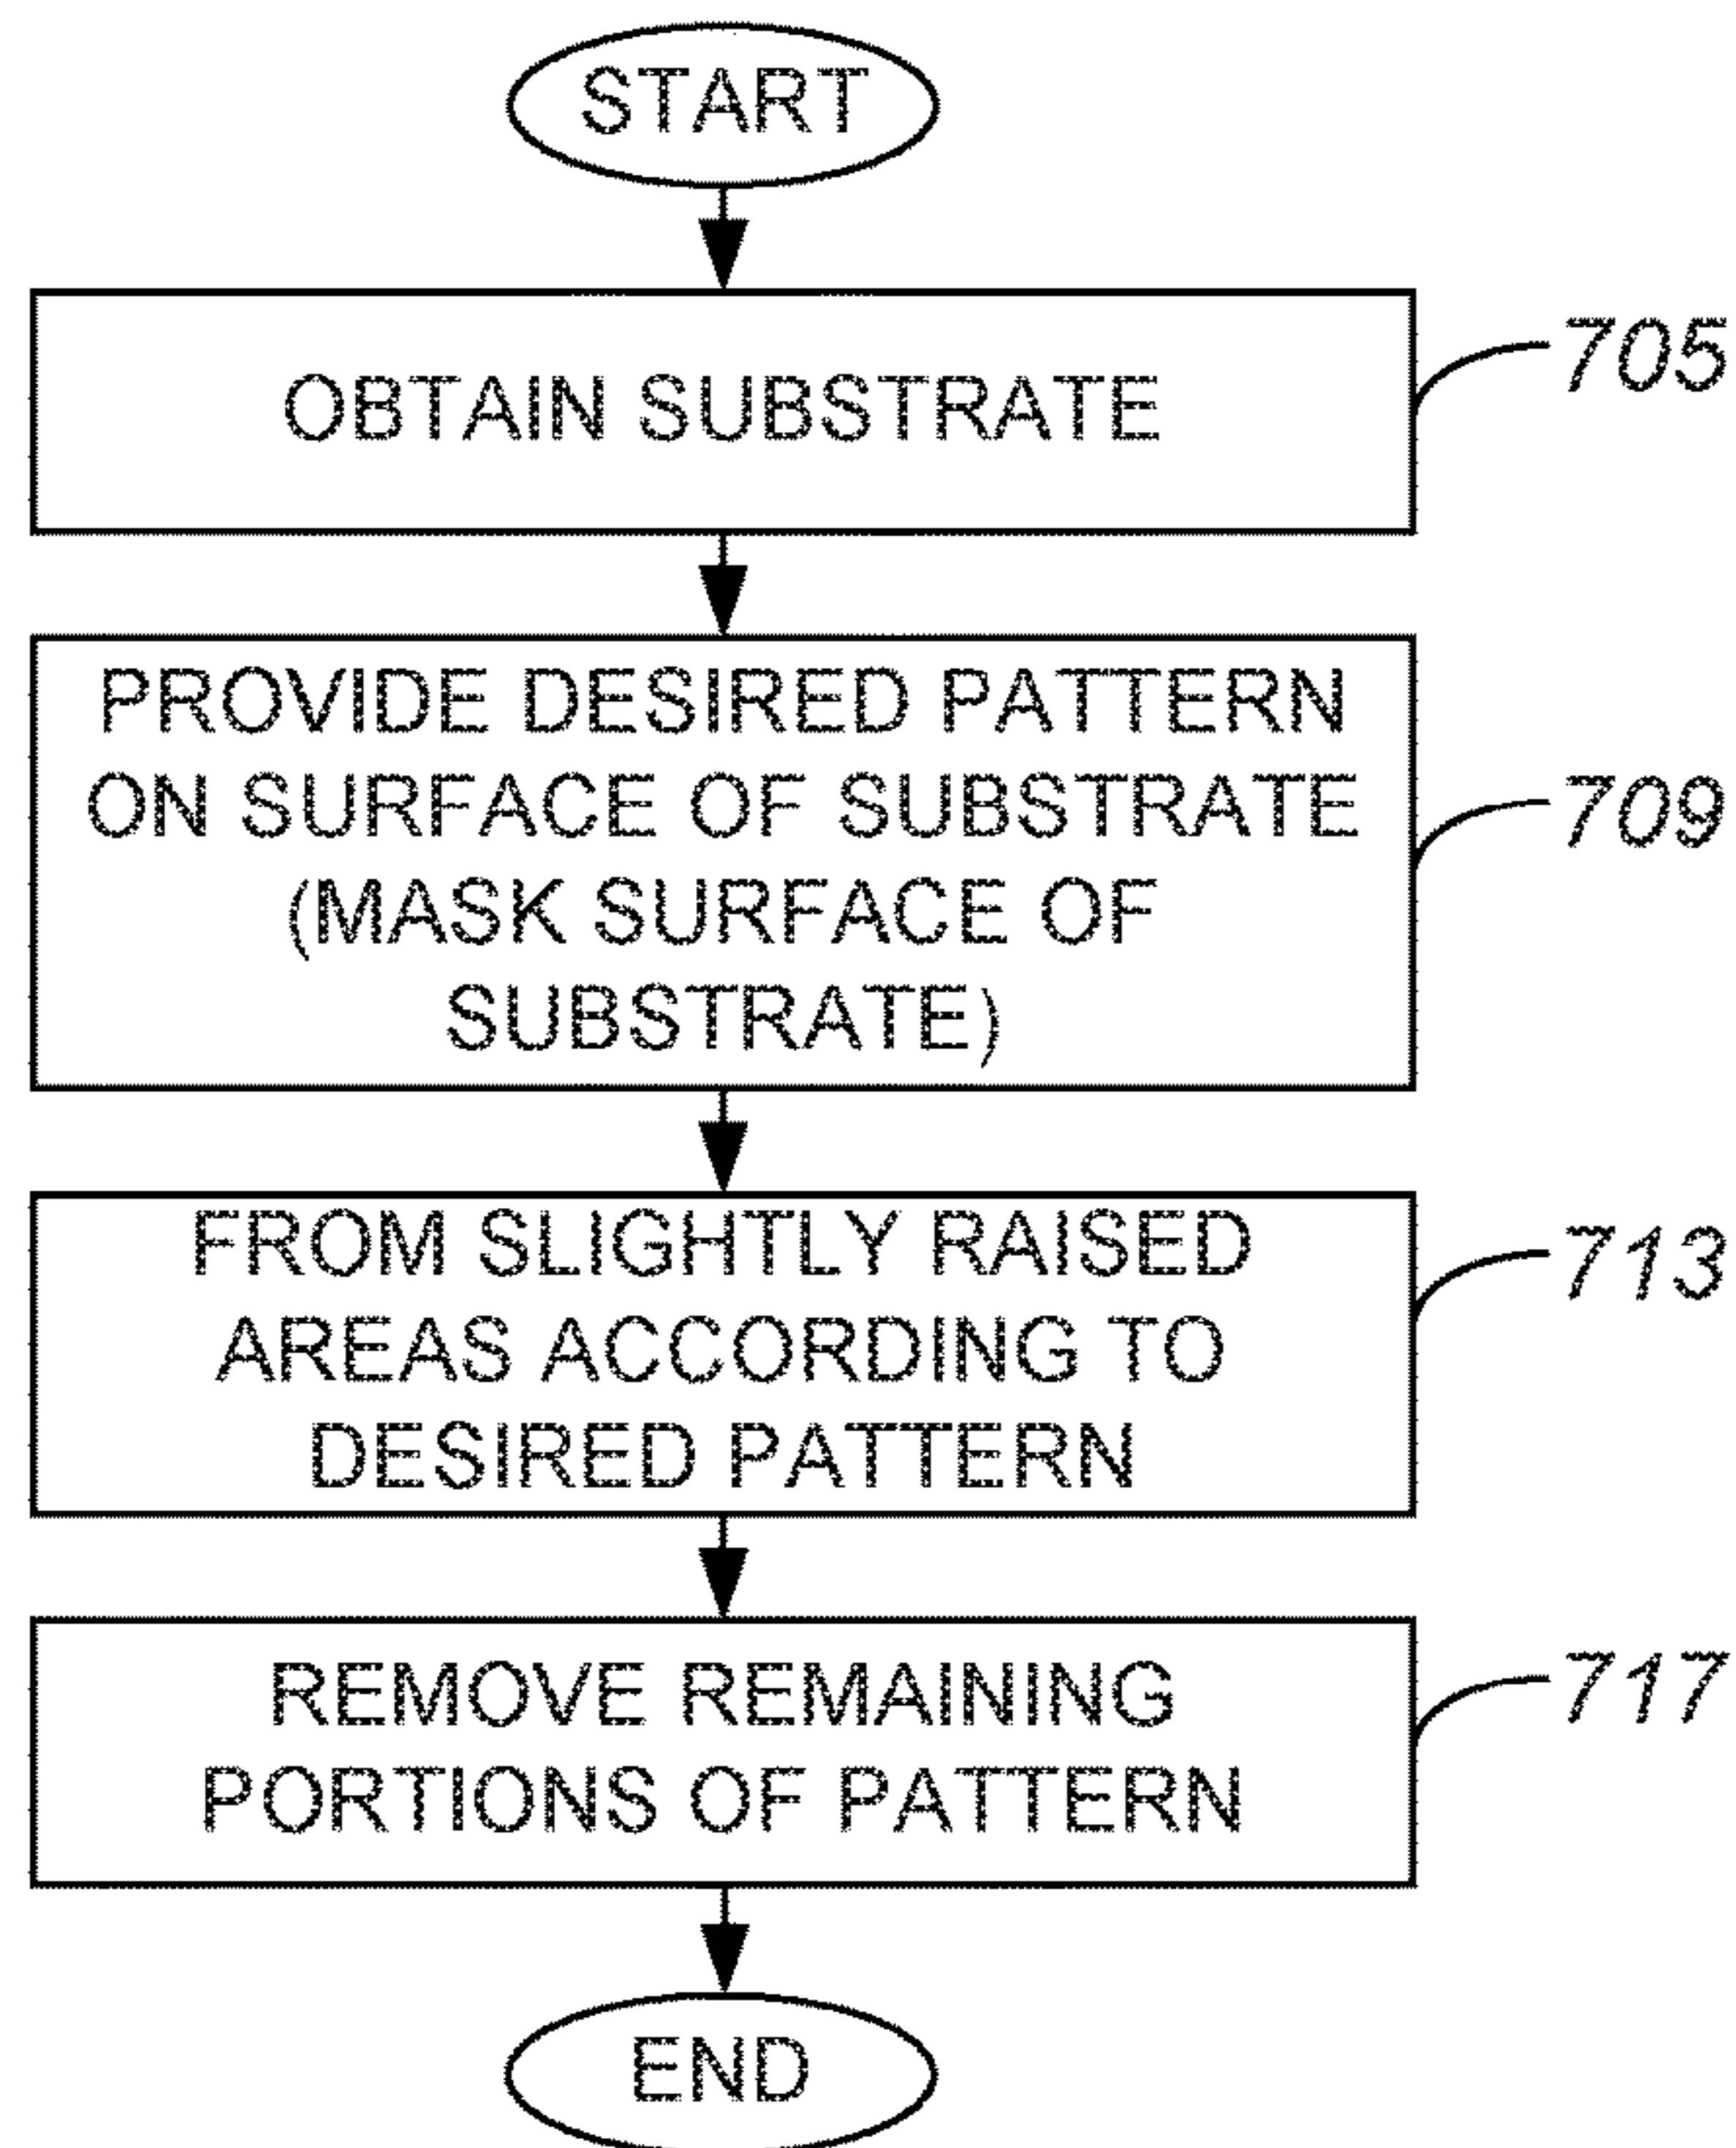 START
OBTAIN SUBSTRATE
705
PROVIDE DESIRED PATTERN
ON SURFACE OF SUBSTRATE
(MASK SURFACE OF
SUBSTRATE)
709
FROM SLIGHTLY RAISED
AREAS ACCORDING TO
DESIRED PATTERN
713
REMOVE REMAINING
PORTIONS OF PATTERN
717
END